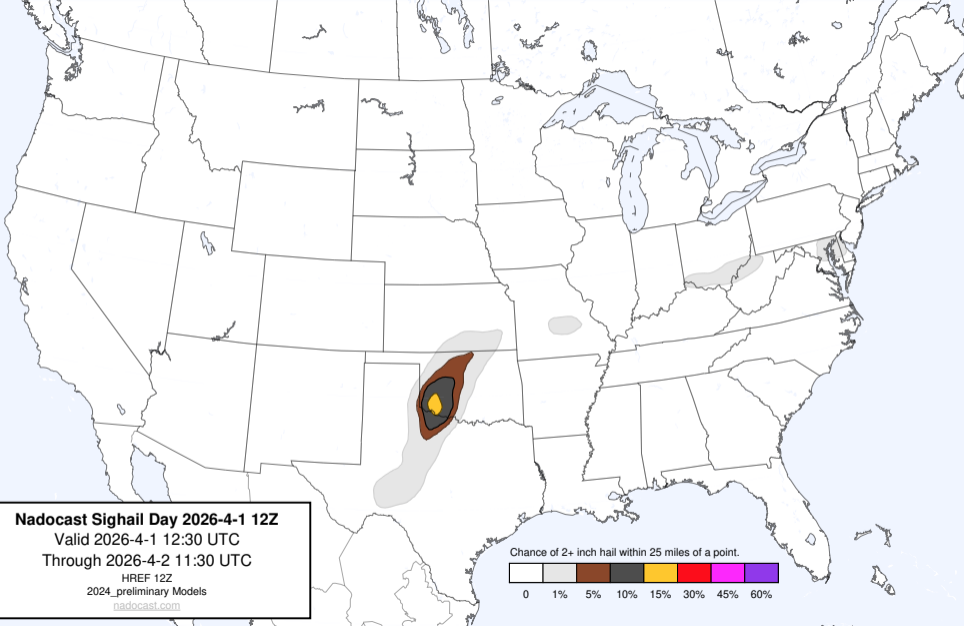 Nadocast Sighail Day 2026-4-1 12Z
Valid 2026-4-1 12:30 UTC
Through 2026-4-2 11:30 UTC
HREF 12Z
2024_preliminary Models
nadocast.com
Chance of 2+ inch hail within 25 miles of a point.
0 1% 5% 10% 15% 30% 45% 60%